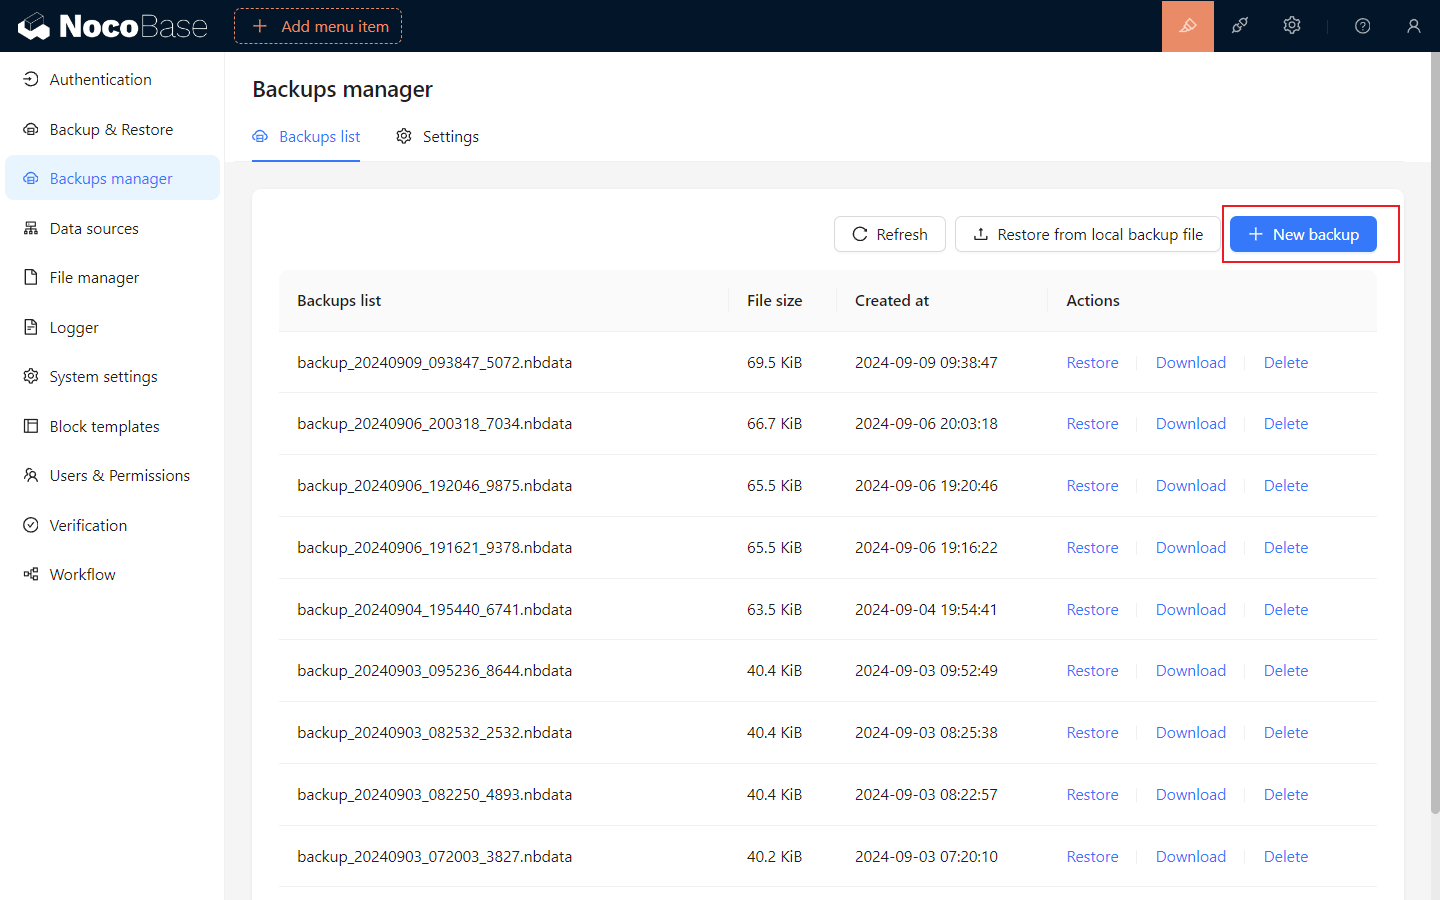 NocoBase
Add menu item
Authentication
Backup & Restore
Backups manager
Data sources
File manager
Logger
System settings
Block templates
Users & Permissions
Verification
Workflow
Backups manager
Backups list Settings
Refresh Restore from local backup file New backup
Backups list File size Created at Actions
backup_20240909_093847_5072.nbdata 69.5 KiB 2024-09-09 09:38:47 Restore Download Delete
backup_20240906_200318_7034.nbdata 66.7 KiB 2024-09-06 20:03:18 Restore Download Delete
backup_20240906_192046_9875.nbdata 65.5 KiB 2024-09-06 19:20:46 Restore Download Delete
backup_20240906_191621_9378.nbdata 65.5 KiB 2024-09-06 19:16:22 Restore Download Delete
backup_20240904_195440_6741.nbdata 63.5 KiB 2024-09-04 19:54:41 Restore Download Delete
backup_20240903_095236_8644.nbdata 40.4 KiB 2024-09-03 09:52:49 Restore Download Delete
backup_20240903_082532_2532.nbdata 40.4 KiB 2024-09-03 08:25:38 Restore Download Delete
backup_20240903_082250_4893.nbdata 40.4 KiB 2024-09-03 08:22:57 Restore Download Delete
backup_20240903_072003_3827.nbdata 40.2 KiB 2024-09-03 07:20:10 Restore Download Delete